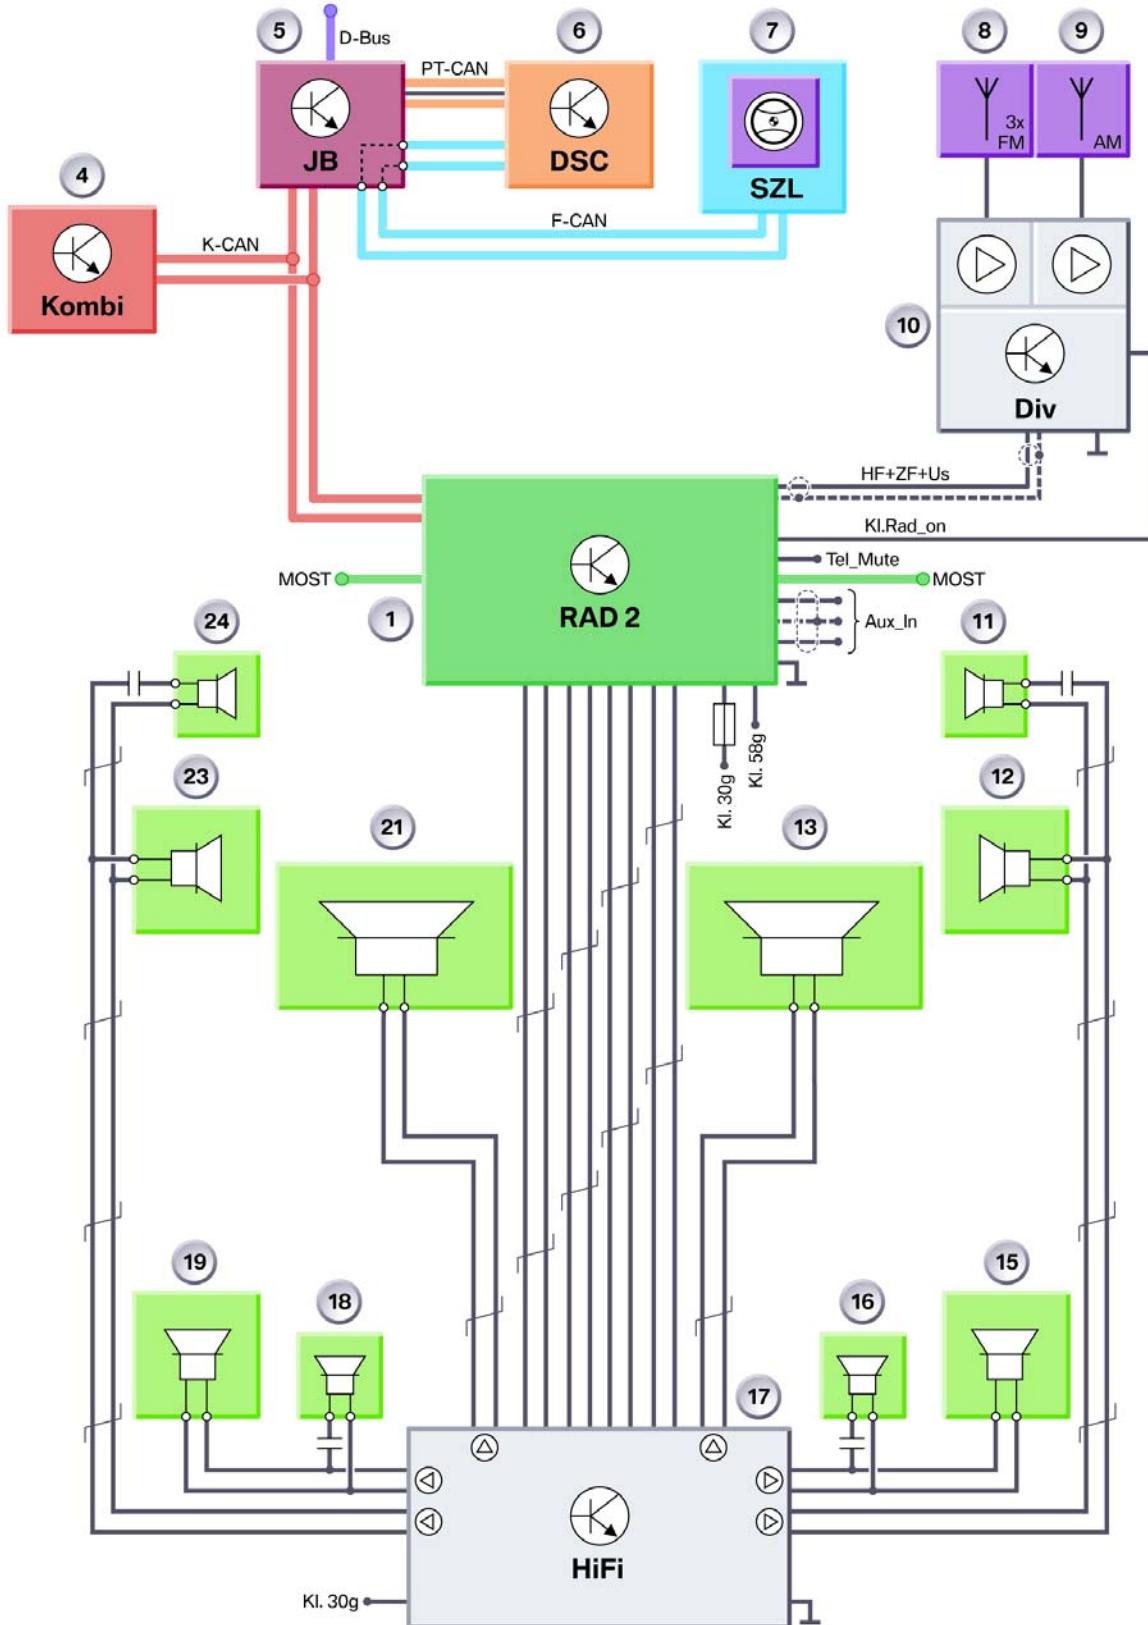 5
6
7
8
9
D-Bus
PT-CAN
3x
FM
AM
JB
DSC
SZL
4
F-CAN
K-CAN
Kombi
10
Div
HF+ZF+Us
Kl.Rad_on
Tel_Mute
MOST
MOST
1
RAD 2
Aux_In
24
11
Kl. 30g
Kl. 58g
23
12
21
13
19
18
16
15
17
HiFi
Kl. 30g